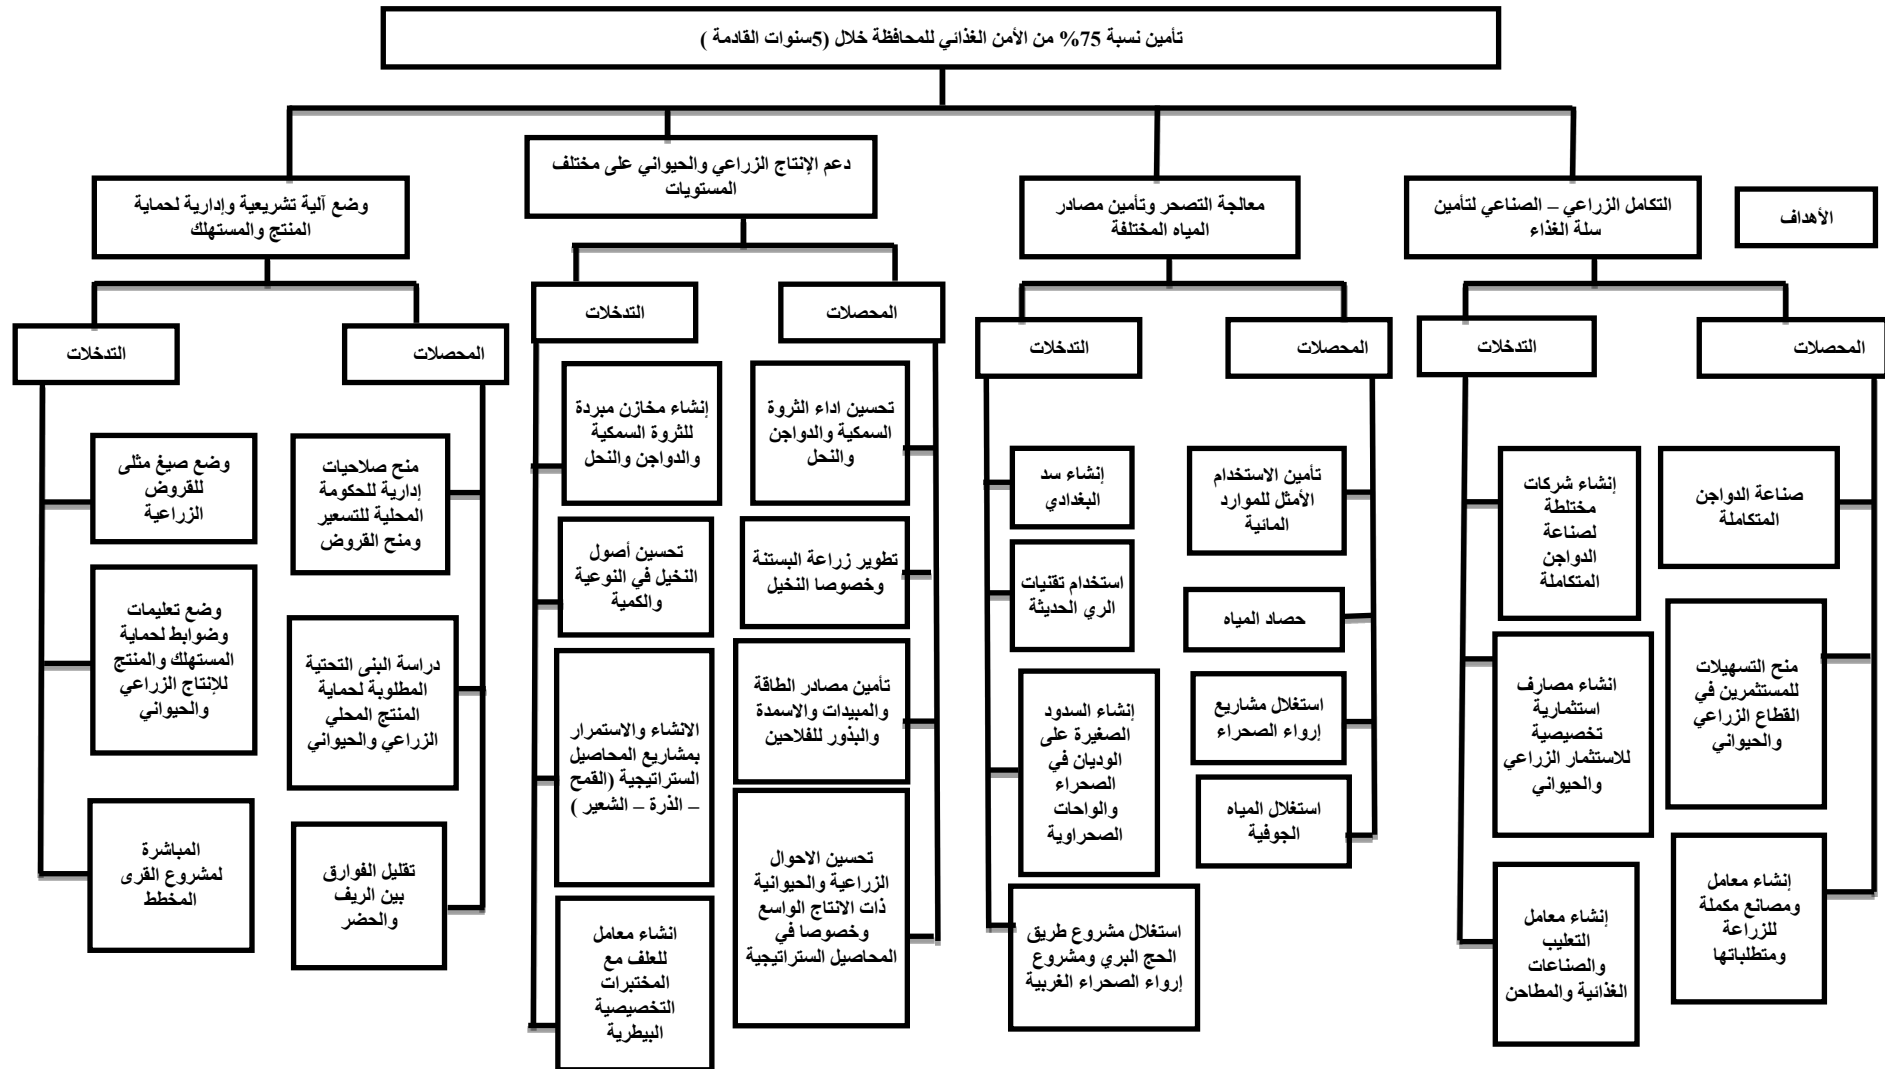 تأمين نسبة 75% من الأمن الغذائي للمحافظة خلال (5سنوات القادمة )
الأهداف
التكامل الزراعي – الصناعي لتأمين
سلة الغذاء
معالجة التصحر وتأمين مصادر
المياه المختلفة
دعم الإنتاج الزراعي والحيواني على مختلف
المستويات
وضع آلية تشريعية وإدارية لحماية
المنتج والمستهلك
المحصلات
صناعة الدواجن
المتكاملة
منح التسهيلات
للمستثمرين في
القطاع الزراعي
والحيواني
إنشاء معامل
ومصانع مكملة
للزراعة
ومتطلباتها
التدخلات
إنشاء شركات
مختلطة
لصناعة
الدواجن
المتكاملة
انشاء مصارف
استثمارية
تخصيصية
للاستثمار الزراعي
والحيواني
إنشاء معامل
التعليب
والصناعات
الغذائية والمطاحن
المحصلات
تأمين الاستخدام
الأمثل للموارد
المائية
حصاد المياه
استغلال مشاريع
إرواء الصحراء
استغلال المياه
الجوفية
التدخلات
إنشاء سد
البغدادي
استخدام تقنيات
الري الحديثة
إنشاء السدود
الصغيرة على
الوديان في
الصحراء
والواحات
الصحراوية
استغلال مشروع طريق
الحج البري ومشروع
إرواء الصحراء الغربية
المحصلات
تحسين اداء الثروة
السمكية والدواجن
والنحل
تطوير زراعة البستنة
وخصوصا النخيل
تأمين مصادر الطاقة
والمبيدات والاسمدة
والبذور للفلاحين
تحسين الاحوال
الزراعية والحيوانية
ذات الانتاج الواسع
وخصوصا في
المحاصيل الستراتيجية
التدخلات
إنشاء مخازن مبردة
للثروة السمكية
والدواجن والنحل
تحسين أصول
النخيل في النوعية
والكمية
الانشاء والاستمرار
بمشاريع المحاصيل
الستراتيجية (القمح
– الذرة – الشعير )
انشاء معامل
للعلف مع
المختبرات
التخصيصية
البيطرية
المحصلات
منح صلاحيات
إدارية للحكومة
المحلية للتسعير
ومنح القروض
دراسة البنى التحتية
المطلوبة لحماية
المنتج المحلي
الزراعي والحيواني
تقليل الفوارق
بين الريف
والحضر
التدخلات
وضع صيغ مثلى
للقروض
الزراعية
وضع تعليمات
وضوابط لحماية
المستهلك والمنتج
للإنتاج الزراعي
والحيواني
المباشرة
لمشروع القرى
المخطط